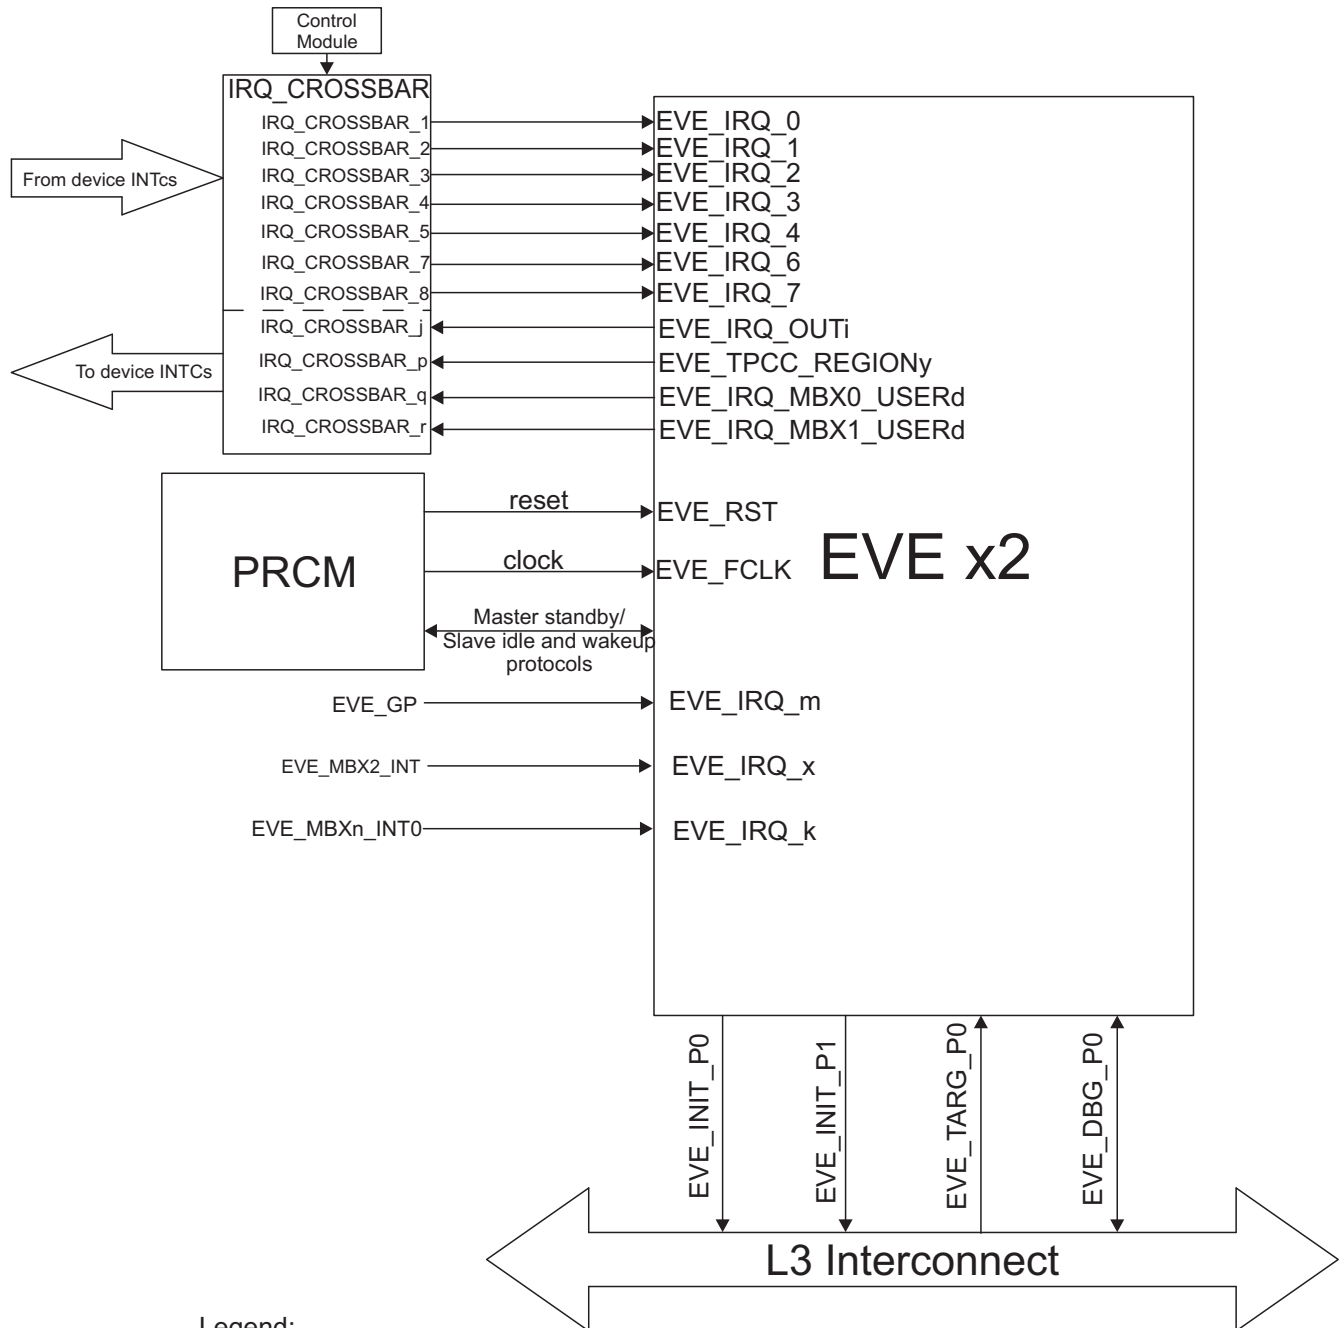 Control
Module
IRQ_CROSSBAR
IRQ_CROSSBAR_1
EVE_IRQ_0
IRQ_CROSSBAR_2
EVE_IRQ_1
IRQ_CROSSBAR_3
EVE_IRQ_2
IRQ_CROSSBAR_4
EVE_IRQ_3
IRQ_CROSSBAR_5
EVE_IRQ_4
IRQ_CROSSBAR_7
EVE_IRQ_6
IRQ_CROSSBAR_8
EVE_IRQ_7
From device INTcs
IRQ_CROSSBAR_j
EVE_IRQ_OUTi
IRQ_CROSSBAR_p
EVE_TPCC_REGIONy
IRQ_CROSSBAR_q
EVE_IRQ_MBX0_USERd
IRQ_CROSSBAR_r
EVE_IRQ_MBX1_USERd
To device INTCs
PRCM
reset
EVE_RST
clock
EVE_FCLK
EVE x2
Master standby/
Slave idle and wakeup
protocols
EVE_GP
EVE_IRQ_m
EVE_MBX2_INT
EVE_IRQ_x
EVE_MBXn_INT0
EVE_IRQ_k
EVE_INIT_P0
EVE_INIT_P1
EVE_TARG_P0
EVE_DBG_P0
L3 Interconnect
Legend: